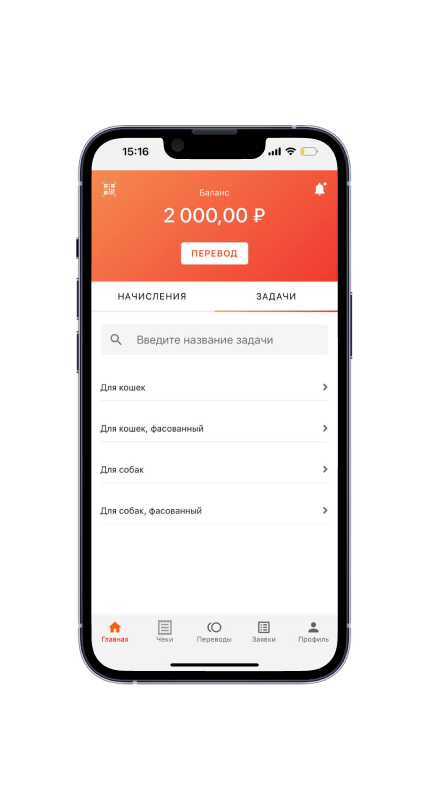 15:16
Баланс
2 000,00 ₽
ПЕРЕВОД
НАЧИСЛЕНИЯ ЗАДАЧИ
Введите название задачи
Для кошек
Для кошек, фасованный
Для собак
Для собак, фасованный
Главная Чеки Переводы Заявки Профиль